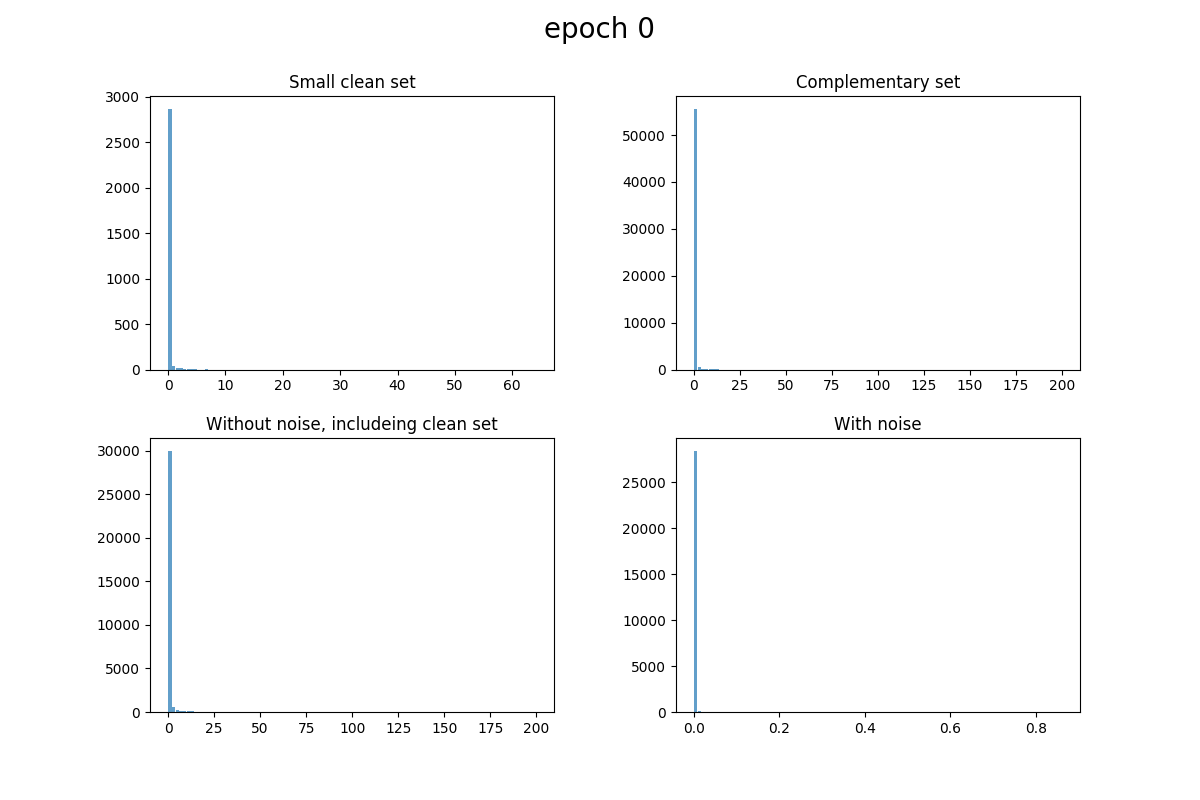 epoch 0
Small clean set
3000
2500
2000
1500
1000
500
0
0 10 20 30 40 50 60
Complementary set
50000
40000
30000
20000
10000
0
0 25 50 75 100 125 150 175 200
Without noise, includeing clean set
30000
25000
20000
15000
10000
5000
0
0 25 50 75 100 125 150 175 200
With noise
25000
20000
15000
10000
5000
0
0.0 0.2 0.4 0.6 0.8